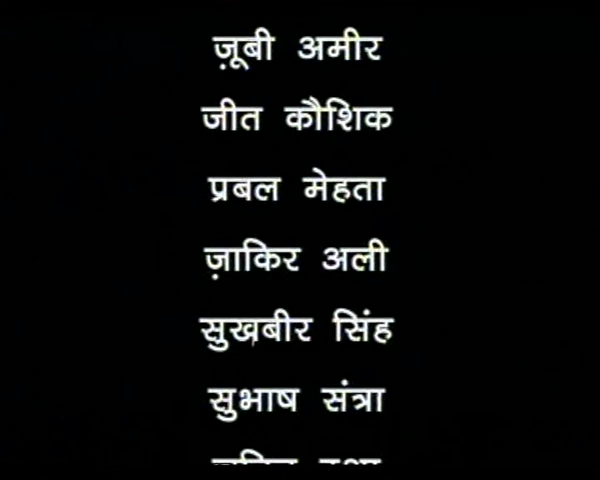 ज़ूबी अमीर
जीत कौशिक
प्रबल मेहता
ज़ाकिर अली
सुखबीर सिंह
सुभाष संत्रा